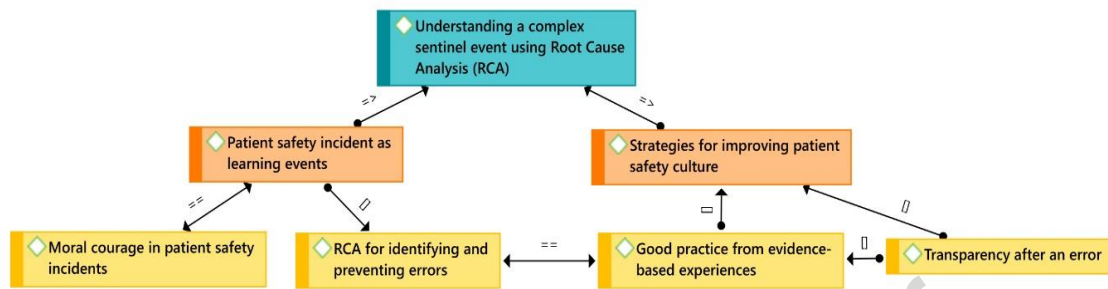 Understanding a complex
sentinel event using Root Cause
Analysis (RCA)
=>
=>
Patient safety incident as
learning events
Strategies for improving patient
safety culture
==
[]
[]
[]
Moral courage in patient safety
incidents
RCA for identifying and
preventing errors
==
Good practice from evidence-
based experiences
[]
Transparency after an error